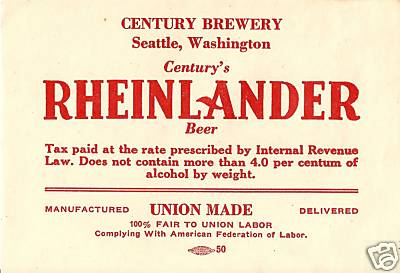 CENTURY BREWERY
Seattle, Washington
Century's
RHEINLANDER
Beer
Tax paid at the rate prescribed by Internal Revenue
Law. Does not contain more than 4.0 per centum of
alcohol by weight.
MANUFACTURED UNION MADE DELIVERED
100% FAIR TO UNION LABOR
Complying With American Federation of Labor.
50